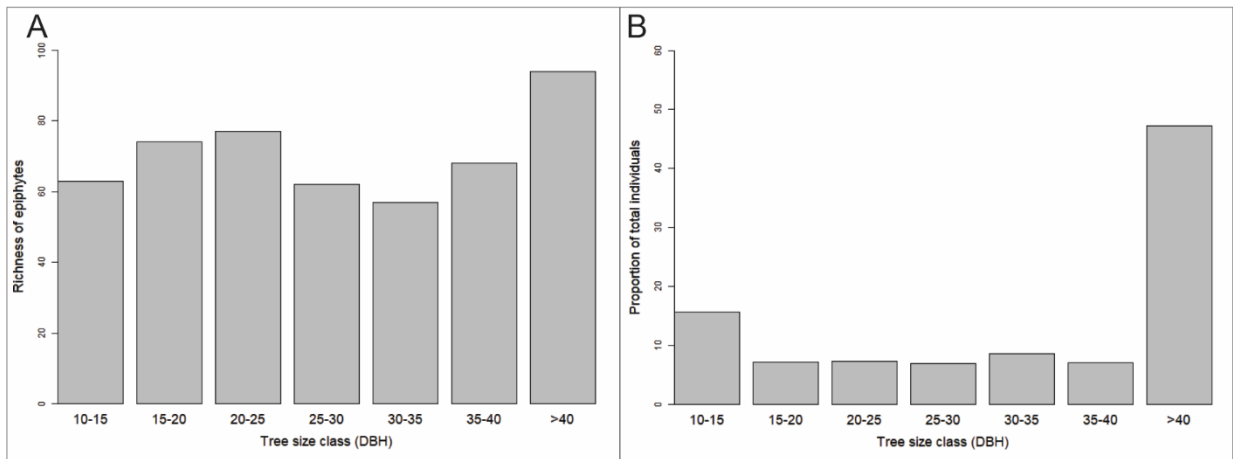 A
Richness of epiphytes
100
80
60
40
20
0
10-15 15-20 20-25 25-30 30-35 35-40 >40
Tree size class (DBH)
B
Proportion of total individuals
60
50
40
30
20
10
0
10-15 15-20 20-25 25-30 30-35 35-40 >40
Tree size class (DBH)